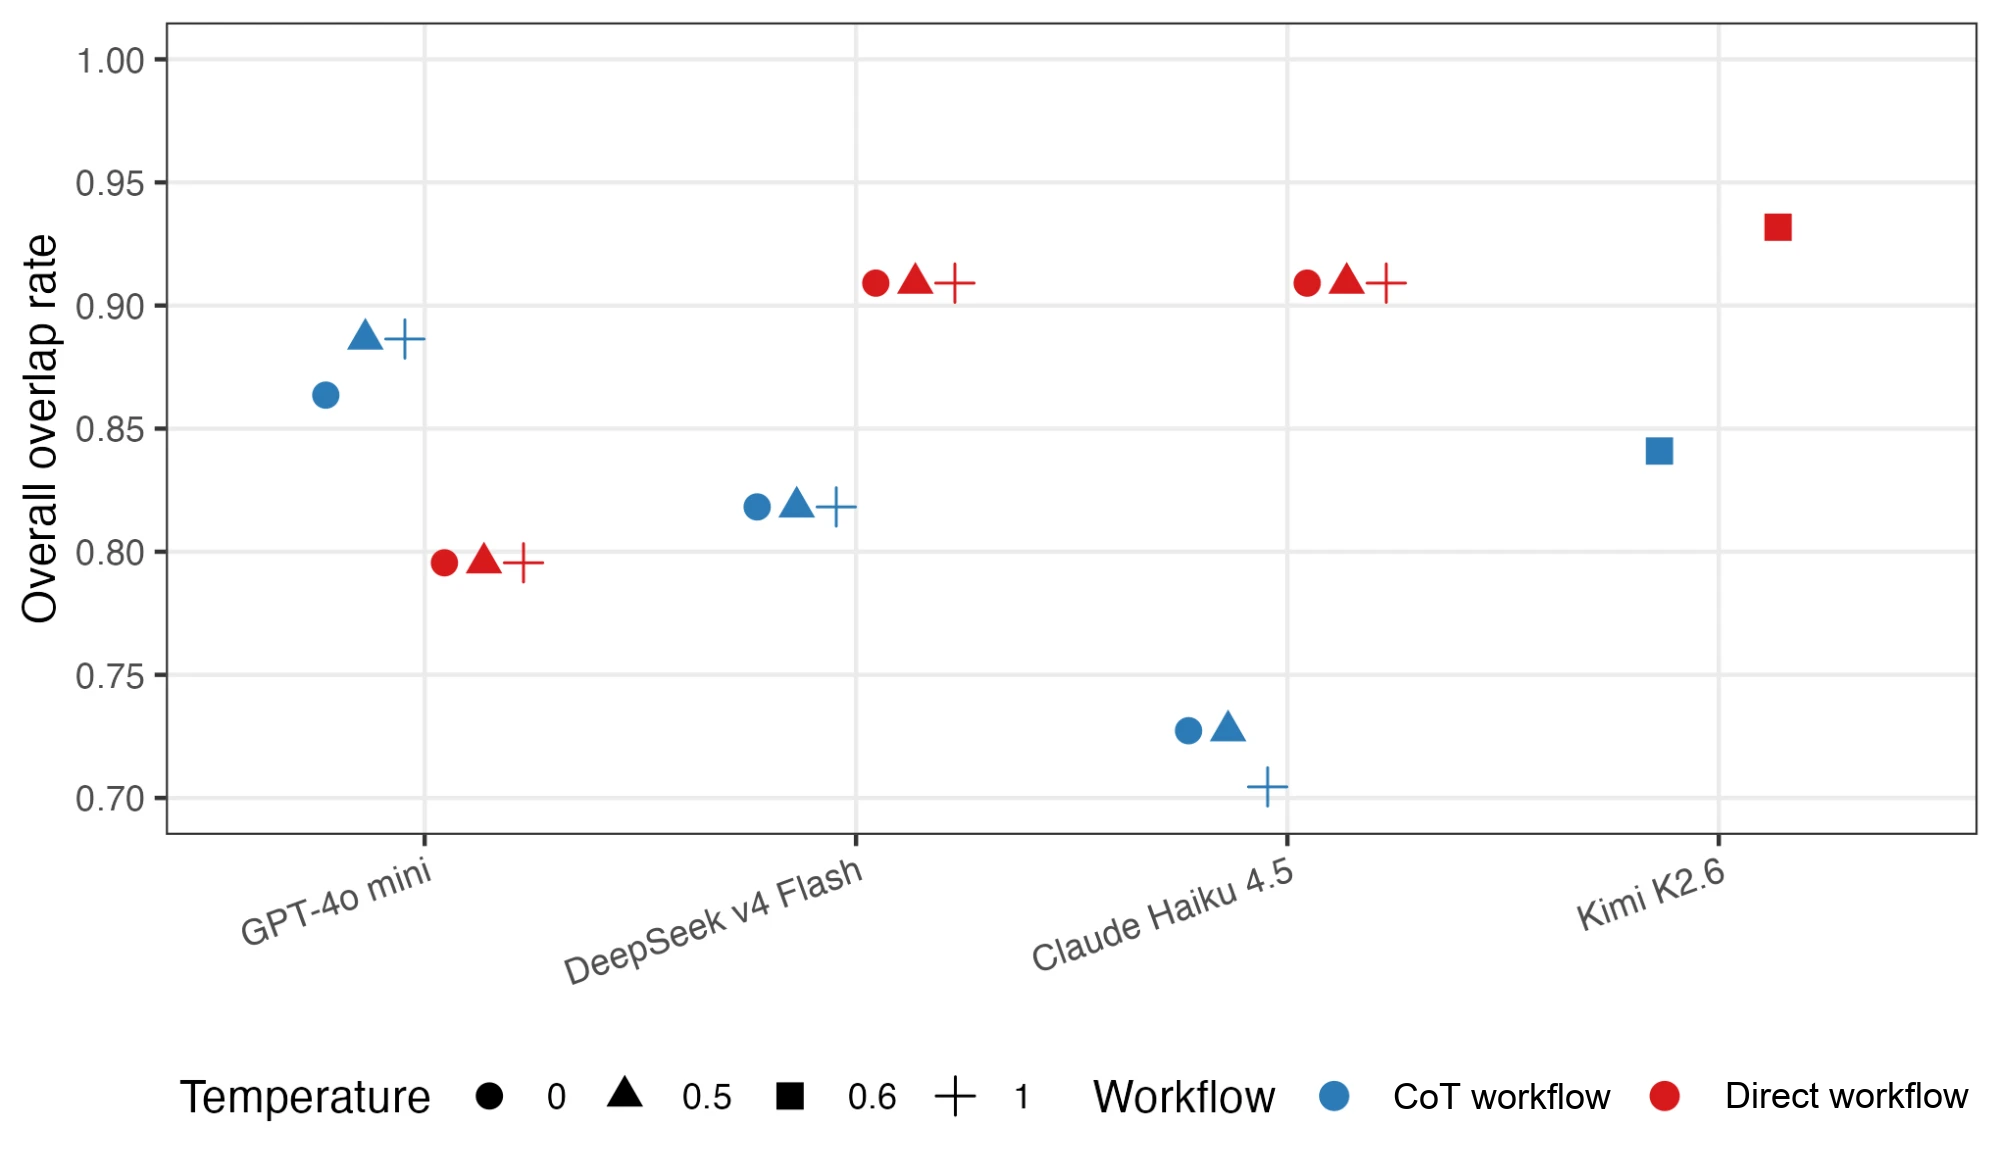 Overall overlap rate
1.00
0.95
0.90
0.85
0.80
0.75
0.70
GPT-4o mini
DeepSeek v4 Flash
Claude Haiku 4.5
Kimi K2.6
Temperature 0 0.5 0.6 1 Workflow CoT workflow Direct workflow